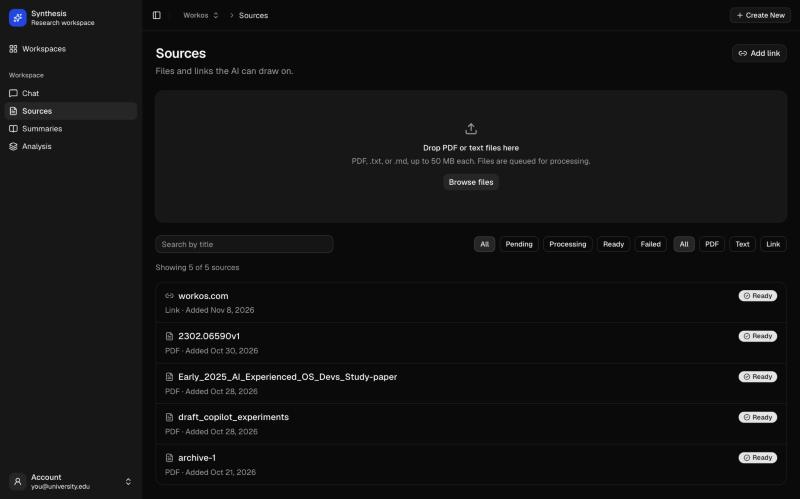 Synthesis
Research workspace
Workspaces
Workspace
Chat
Sources
Summaries
Analysis
Account
you@university.edu
Workos
Sources
Create New
Sources
Files and links the AI can draw on.
Add link
Drop PDF or text files here
PDF, .txt, or .md, up to 50 MB each. Files are queued for processing.
Browse files
Search by title
All Pending Processing Ready Failed All PDF Text Link
Showing 5 of 5 sources
workos.com Ready
Link · Added Nov 8, 2026
2302.06590v1 Ready
PDF · Added Oct 30, 2026
Early_2025_AI_Experienced_OS_Devs_Study-paper Ready
PDF · Added Oct 28, 2026
draft_copilot_experiments Ready
PDF · Added Oct 28, 2026
archive-1 Ready
PDF · Added Oct 21, 2026